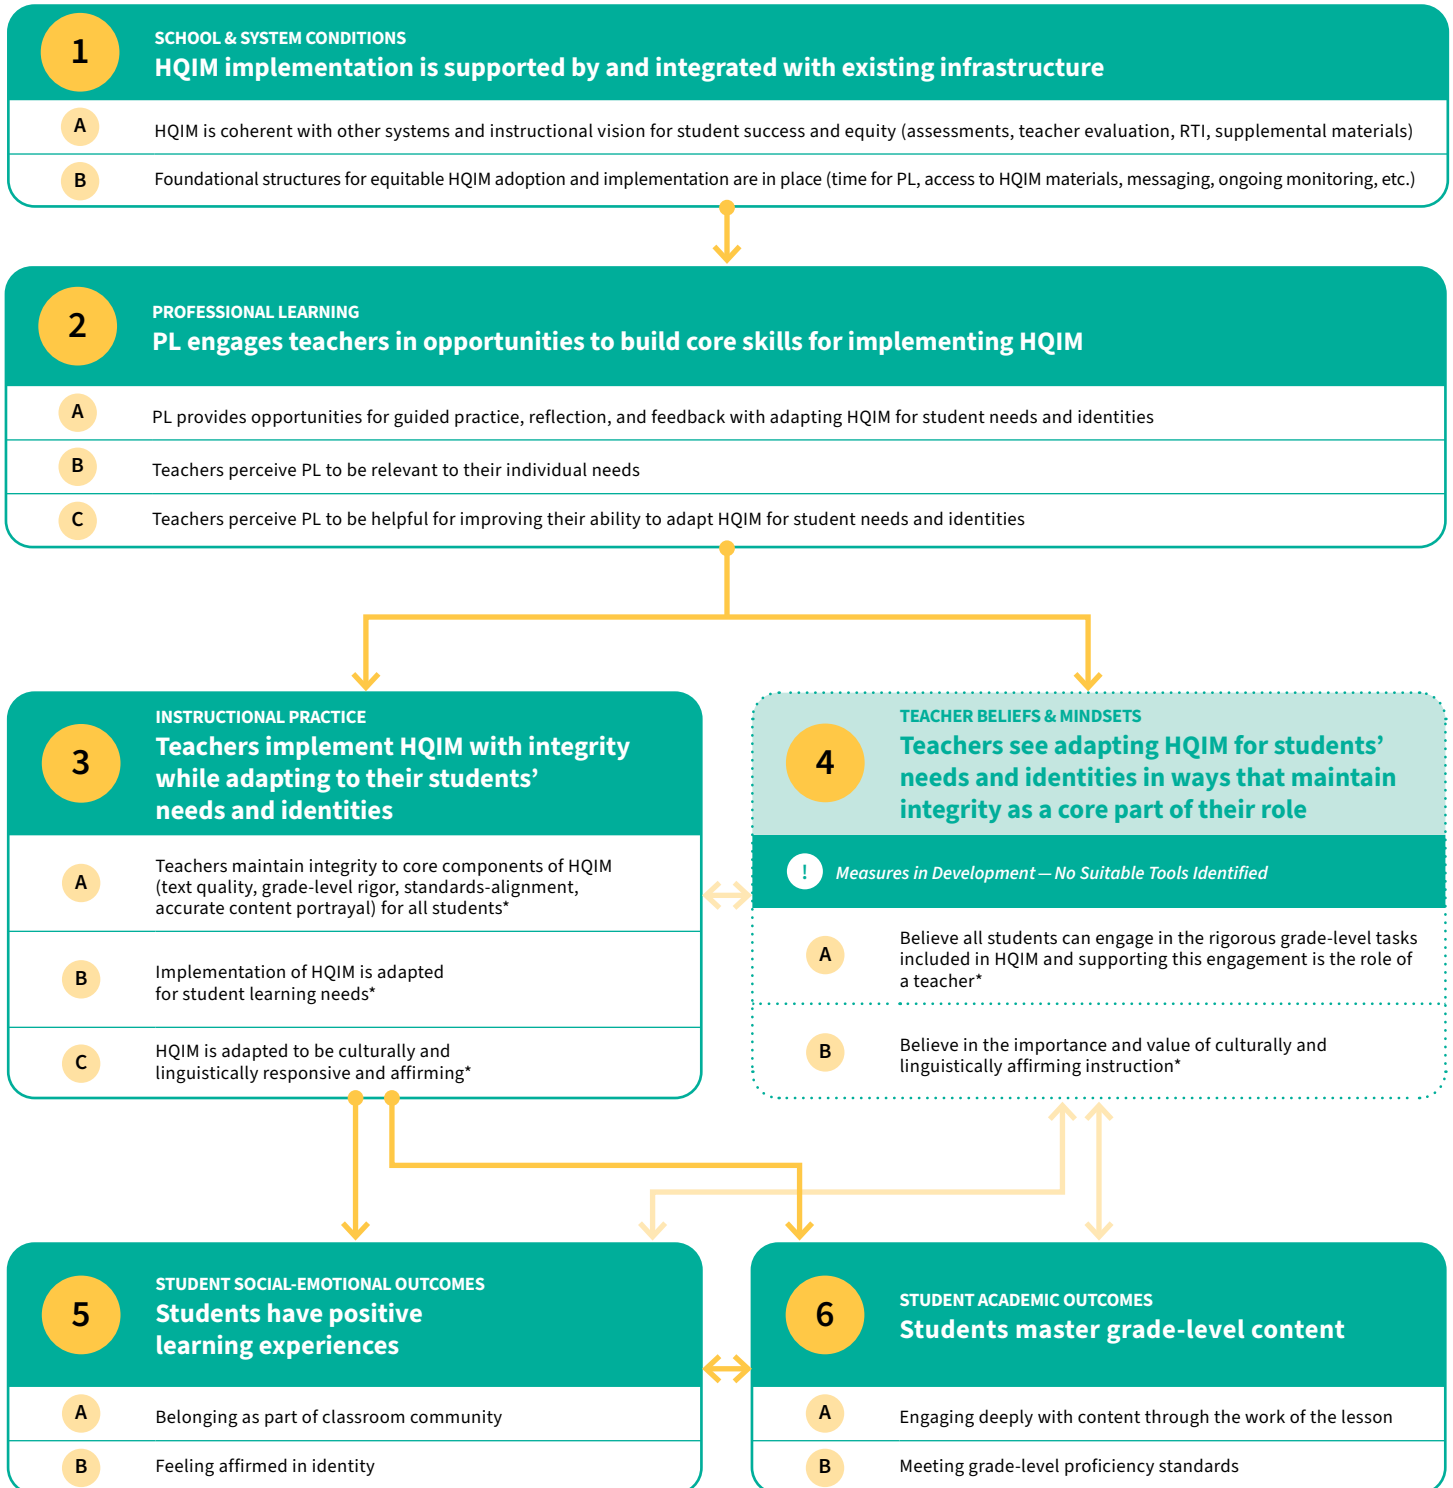 1
SCHOOL & SYSTEM CONDITIONS
HQIM implementation is supported by and integrated with existing infrastructure
A
HQIM is coherent with other systems and instructional vision for student success and equity (assessments, teacher evaluation, RTI, supplemental materials)
B
Foundational structures for equitable HQIM adoption and implementation are in place (time for PL, access to HQIM materials, messaging, ongoing monitoring, etc.)
2
PROFESSIONAL LEARNING
PL engages teachers in opportunities to build core skills for implementing HQIM
A
PL provides opportunities for guided practice, reflection, and feedback with adapting HQIM for student needs and identities
B
Teachers perceive PL to be relevant to their individual needs
C
Teachers perceive PL to be helpful for improving their ability to adapt HQIM for student needs and identities
3
INSTRUCTIONAL PRACTICE
Teachers implement HQIM with integrity
while adapting to their students’
needs and identities
A
Teachers maintain integrity to core components of HQIM
(text quality, grade-level rigor, standards-alignment,
accurate content portrayal) for all students*
B
Implementation of HQIM is adapted
for student learning needs*
C
HQIM is adapted to be culturally and
linguistically responsive and affirming*
4
TEACHER BELIEFS & MINDSETS
Teachers see adapting HQIM for students’
needs and identities in ways that maintain
integrity as a core part of their role
!
Measures in Development — No Suitable Tools Identified
A
Believe all students can engage in the rigorous grade-level tasks
included in HQIM and supporting this engagement is the role of
a teacher*
B
Believe in the importance and value of culturally and
linguistically affirming instruction*
5
STUDENT SOCIAL-EMOTIONAL OUTCOMES
Students have positive
learning experiences
A
Belonging as part of classroom community
B
Feeling affirmed in identity
6
STUDENT ACADEMIC OUTCOMES
Students master grade-level content
A
Engaging deeply with content through the work of the lesson
B
Meeting grade-level proficiency standards